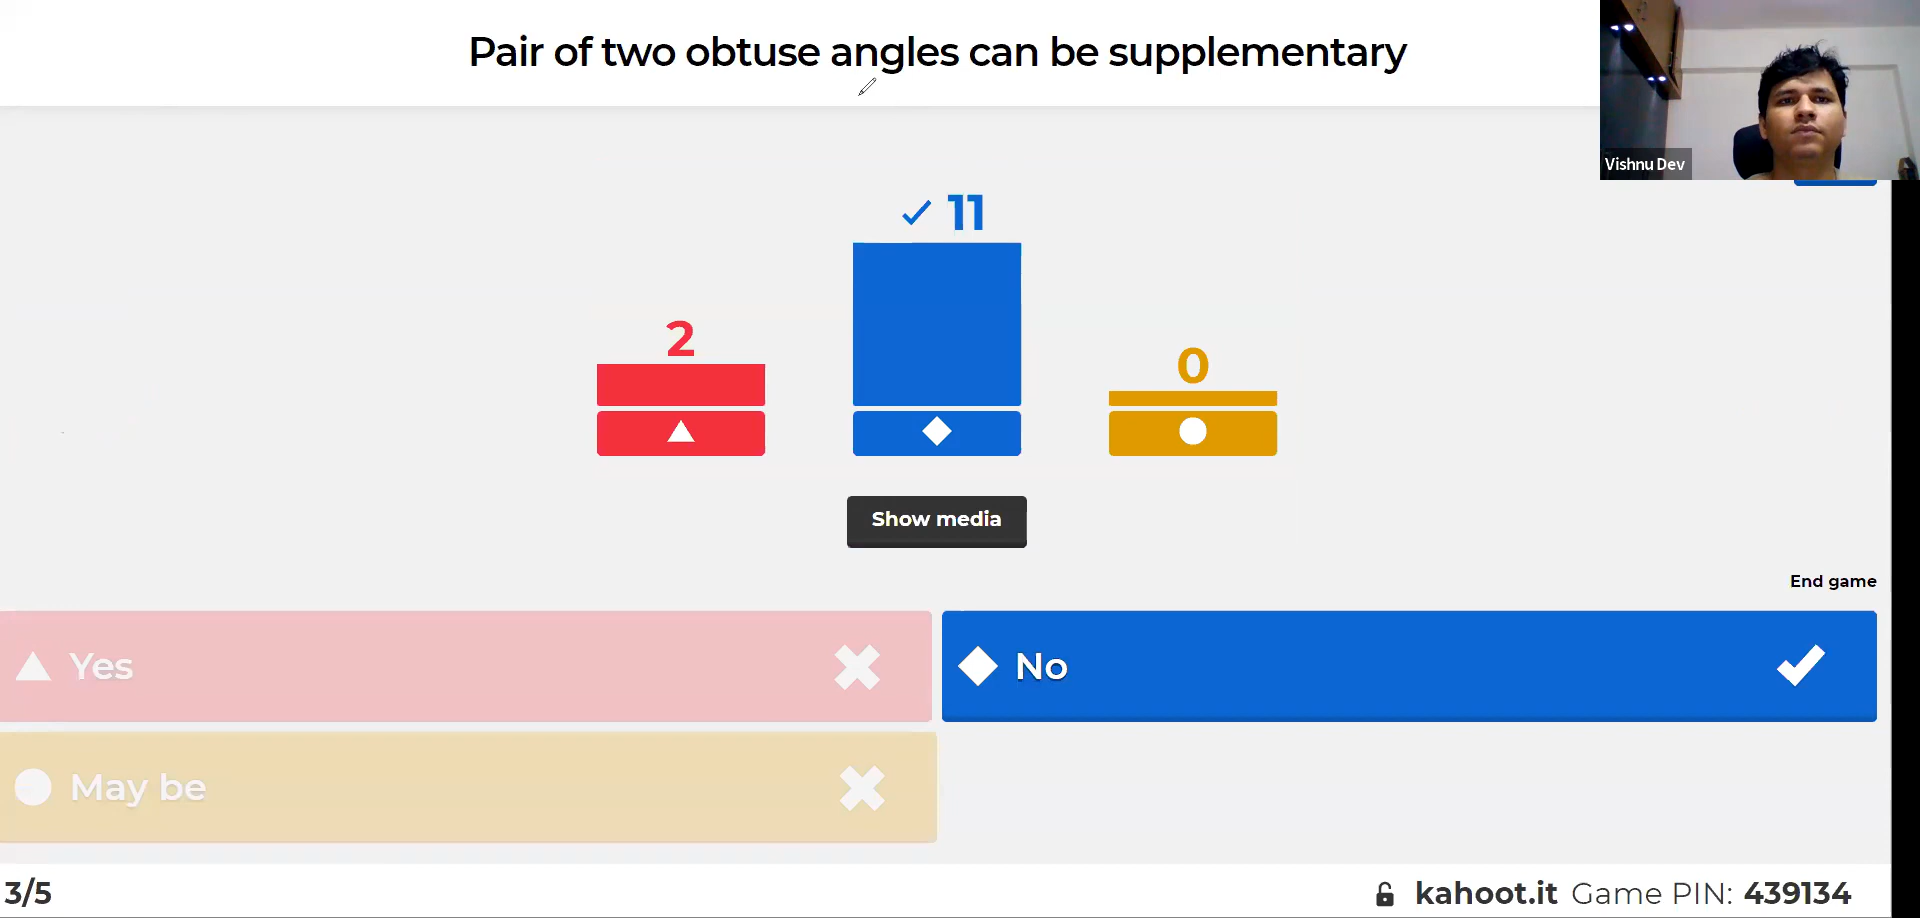 Pair of two obtuse angles can be supplementary
Vishnu Dev
11
2
0
Show media
End game
Yes
No
May be
3/5
kahoot.it Game PIN: 439134